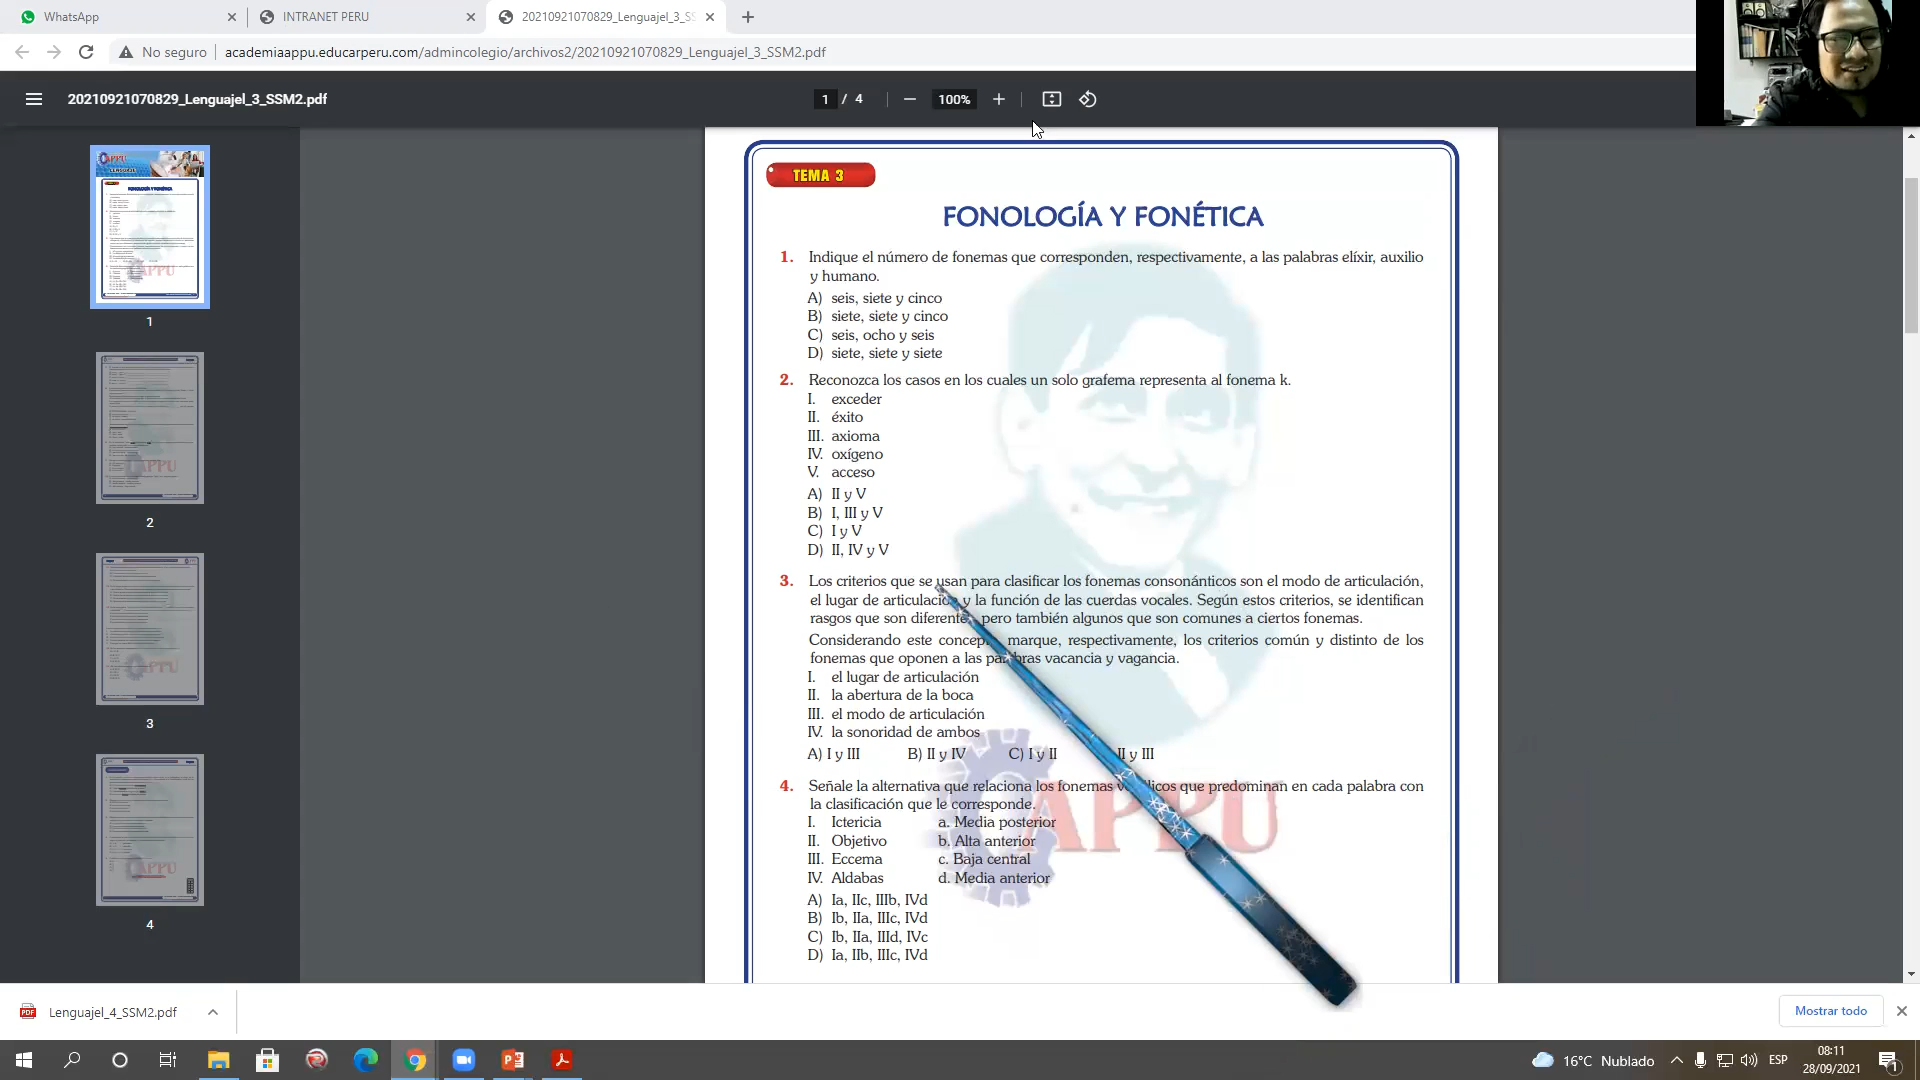 WhatsApp
INTRANET PERU
20210921070829_Lenguajel_3_SS
No seguro
academiaappu.educarperu.com/admincolegio/archivos2/20210921070829_Lenguajel_3_SSM2.pdf
20210921070829_Lenguajel_3_SSM2.pdf
1 / 4
100%
1
2
3
4
TEMA 3
FONOLOGÍA Y FONÉTICA
1. Indique el número de fonemas que corresponden, respectivamente, a las palabras elíxir, auxilio
y humano.
A) seis, siete y cinco
B) siete, siete y cinco
C) seis, ocho y seis
D) siete, siete y siete
2. Reconozca los casos en los cuales un solo grafema representa al fonema k.
I. exceder
II. éxito
III. axioma
IV. oxígeno
V. acceso
A) II y V
B) I, III y V
C) I y V
D) II, IV y V
3. Los criterios que se usan para clasificar los fonemas consonánticos son el modo de articulación,
el lugar de articulación y la función de las cuerdas vocales. Según estos criterios, se identifican
rasgos que son diferentes, pero también algunos que son comunes a ciertos fonemas.
Considerando este concepto, marque, respectivamente, los criterios común y distinto de los
fonemas que oponen a las palabras vacancia y vagancia.
I. el lugar de articulación
II. la abertura de la boca
III. el modo de articulación
IV. la sonoridad de ambos
A) I y III B) II y IV C) I y II II y III
4. Señale la alternativa que relaciona los fonemas vocálicos que predominan en cada palabra con
la clasificación que le corresponde.
I. Ictericia a. Media posterior
II. Objetivo b. Alta anterior
III. Eccema c. Baja central
IV. Aldabas d. Media anterior
A) Ia, IIc, IIIb, IVd
B) Ib, IIa, IIIc, IVd
C) Ib, IIa, IIId, IVc
D) Ia, IIb, IIIc, IVd
APPU
Lenguajel_4_SSM2.pdf
Mostrar todo
16°C Nublado
ESP
08:11
28/09/2021
1